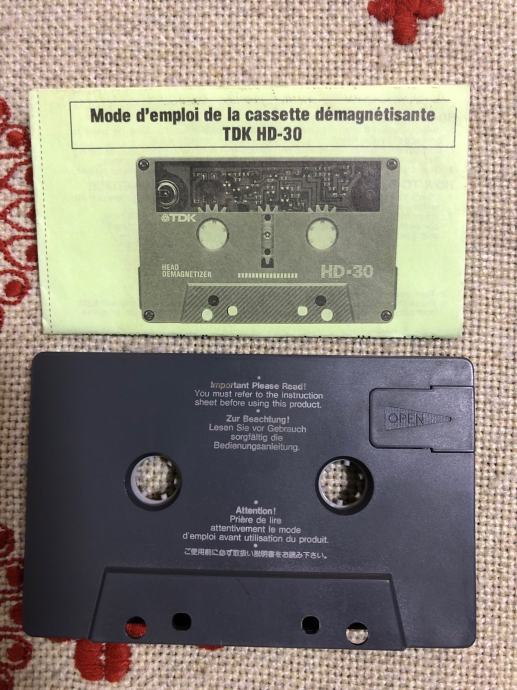 Mode d'emploi de la cassette démagnétisante
TDK HD-30
TDK
HEAD
DEMAGNETIZER
HD-30
Important Please Read!
You must refer to the instruction
sheet before using this product.
Zur Beachtung!
Lesen Sie vor Gebrauch
sorgfältig die
Bedienungsanleitung.
OPEN
Attention!
Prière de lire
attentivement le mode
d'emploi avant utilisation du produit.
ご使用前に必ず取扱い説明書をお読み下さい。